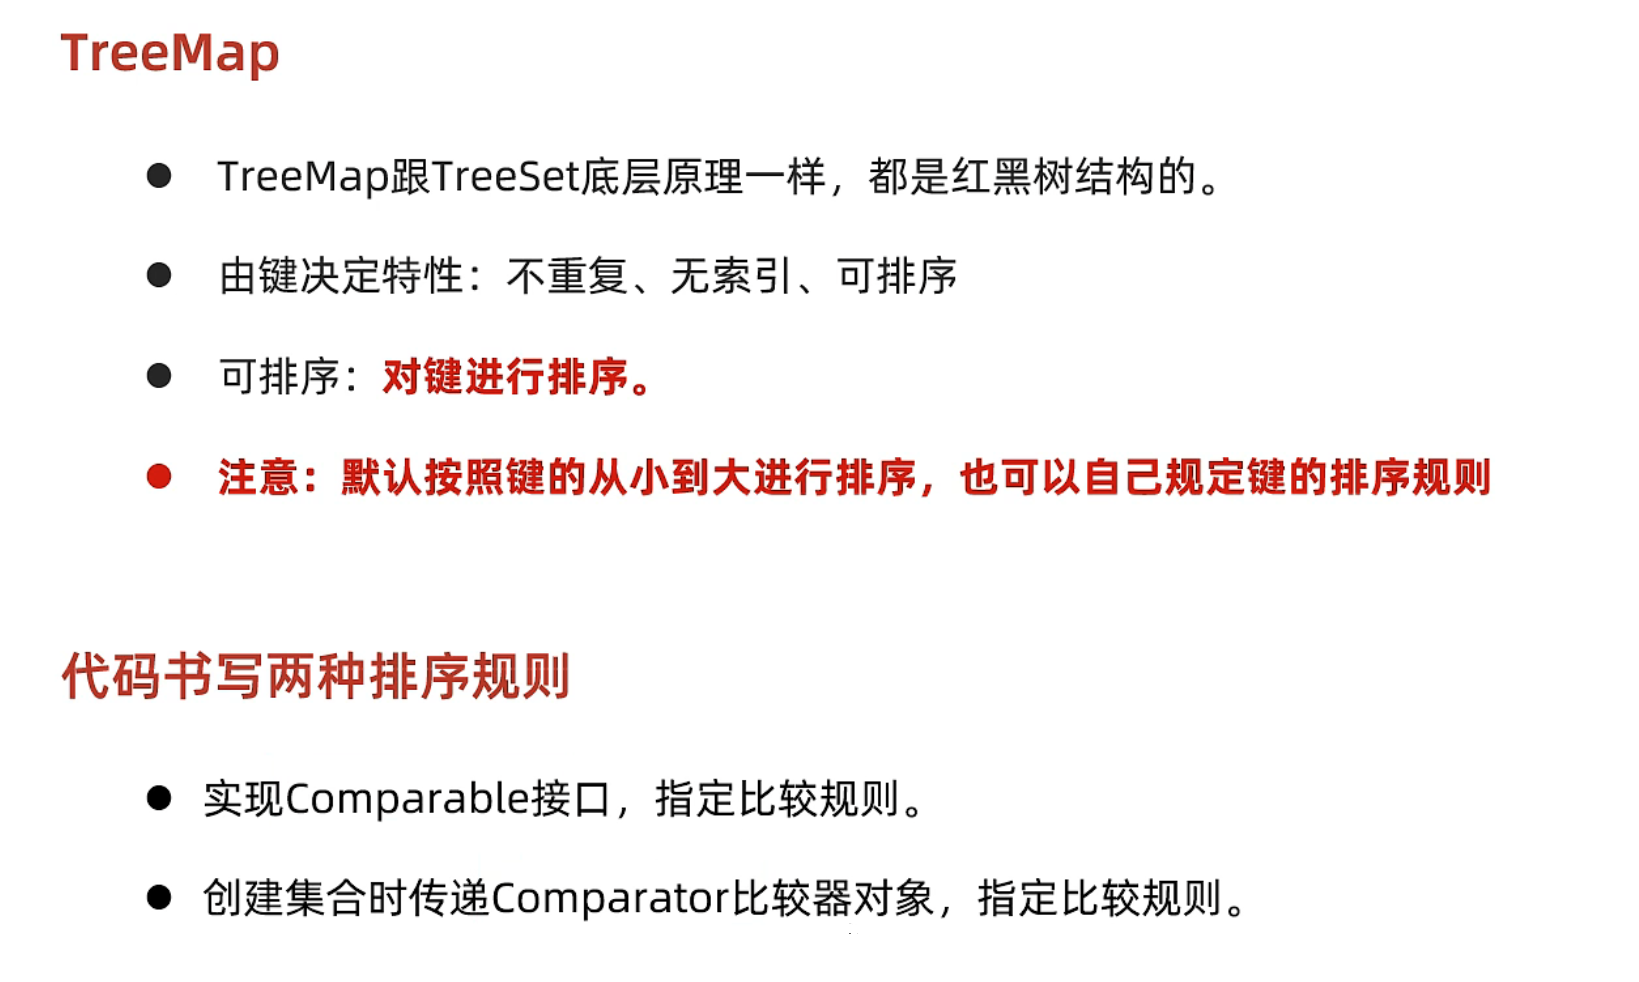 TreeMap
TreeMap跟TreeSet底层原理一样，都是红黑树结构的。
由键决定特性：不重复、无索引、可排序
可排序：对键进行排序。
注意：默认按照键的从小到大进行排序，也可以自己规定键的排序规则
代码书写两种排序规则
实现Comparable接口，指定比较规则。
创建集合时传递Comparator比较器对象，指定比较规则。